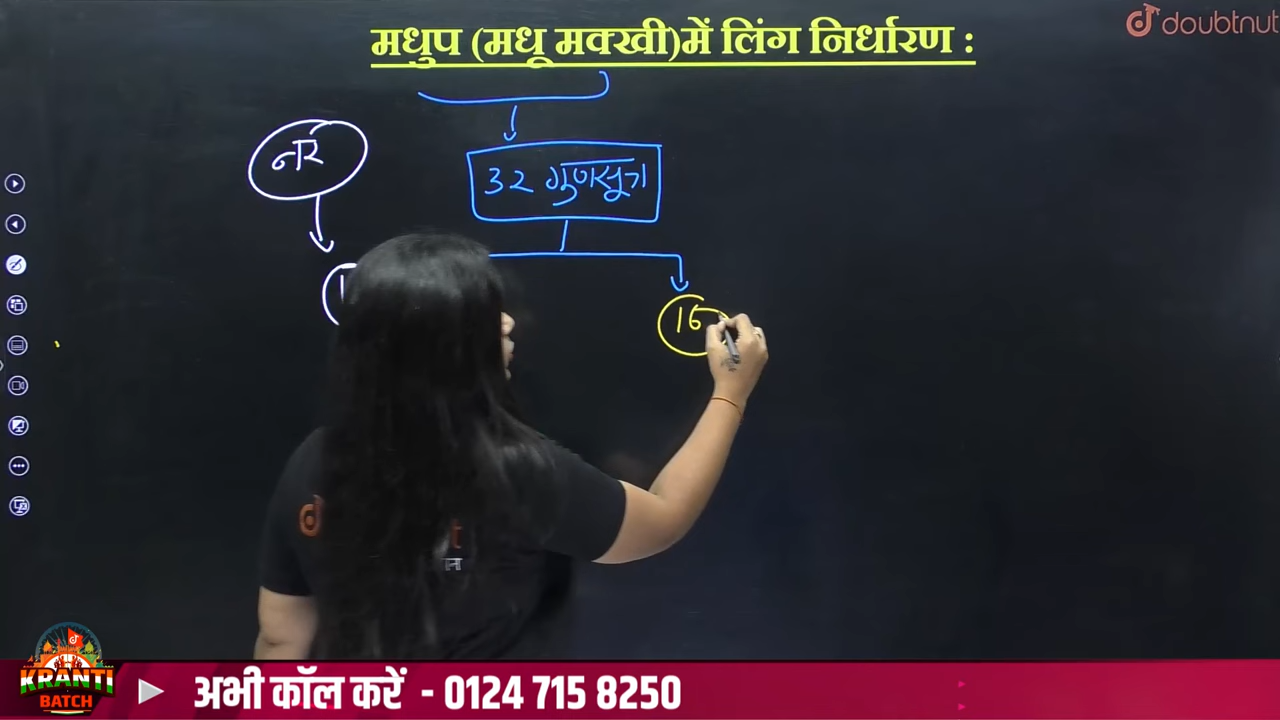 doubtnut
मधुप (मधू मक्खी)में लिंग निर्धारण :
नर
32 गुणसूत्र
16
KRANTI
BATCH
अभी कॉल करें - 0124 715 8250